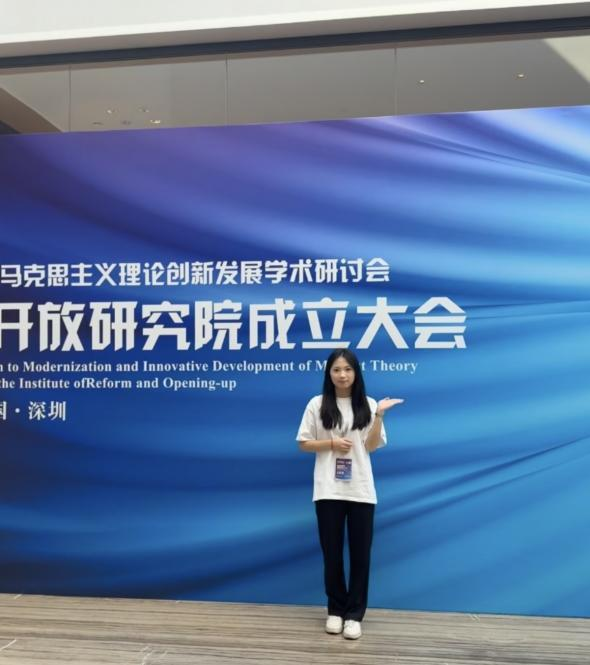 马克思主义理论创新发展学术研讨会
开放研究院成立大会
n to Modernization and Innovative Development of M t Theory
the Institute ofReform and Opening-up
国·深圳